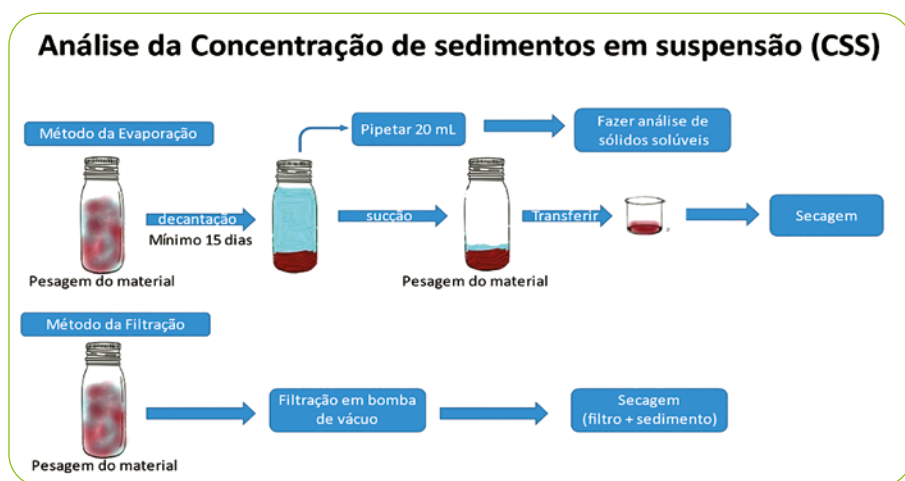 Análise da Concentração de sedimentos em suspensão (CSS)
Método da Evaporação
Pipetar 20 mL
Fazer análise de
sólidos solúveis
decantação
Mínimo 15 dias
sucção
Transferir
Secagem
Pesagem do material
Pesagem do material
Método da Filtração
Filtração em bomba
de vácuo
Secagem
(filtro + sedimento)
Pesagem do material